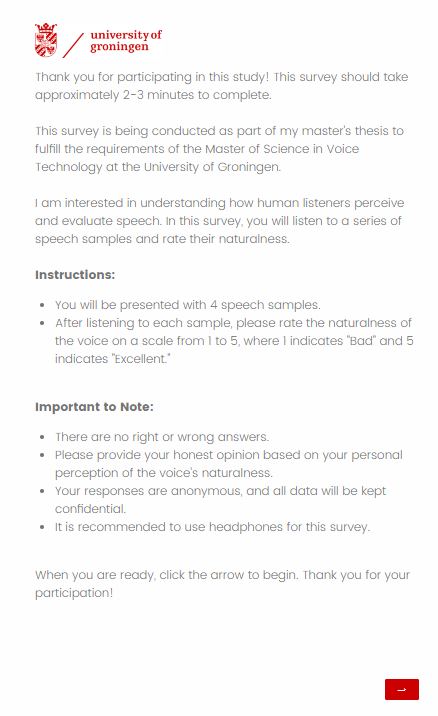 university of
groningen
Thank you for participating in this study! This survey should take
approximately 2-3 minutes to complete.
This survey is being conducted as part of my master's thesis to
fulfill the requirements of the Master of Science in Voice
Technology at the University of Groningen.
I am interested in understanding how human listeners perceive
and evaluate speech. In this survey, you will listen to a series of
speech samples and rate their naturalness.
Instructions:
• You will be presented with 4 speech samples.
• After listening to each sample, please rate the naturalness of
the voice on a scale from 1 to 5, where 1 indicates "Bad" and 5
indicates "Excellent."
Important to Note:
• There are no right or wrong answers.
• Please provide your honest opinion based on your personal
perception of the voice's naturalness.
• Your responses are anonymous, and all data will be kept
confidential.
• It is recommended to use headphones for this survey.
When you are ready, click the arrow to begin. Thank you for your
participation!